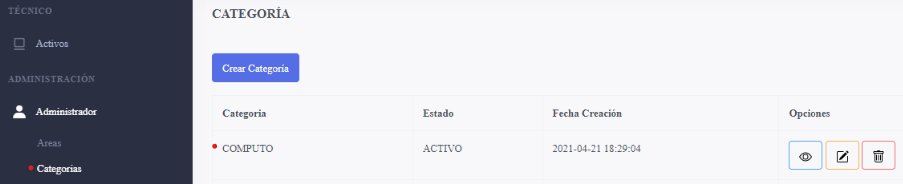 TÉCNICO
Activos
ADMINISTRACIÓN
Administrador
Areas
Categorias
CATEGORÍA
Crear Categoría
Categoria Estado Fecha Creación Opciones
COMPUTO ACTIVO 2021-04-21 18:29:04